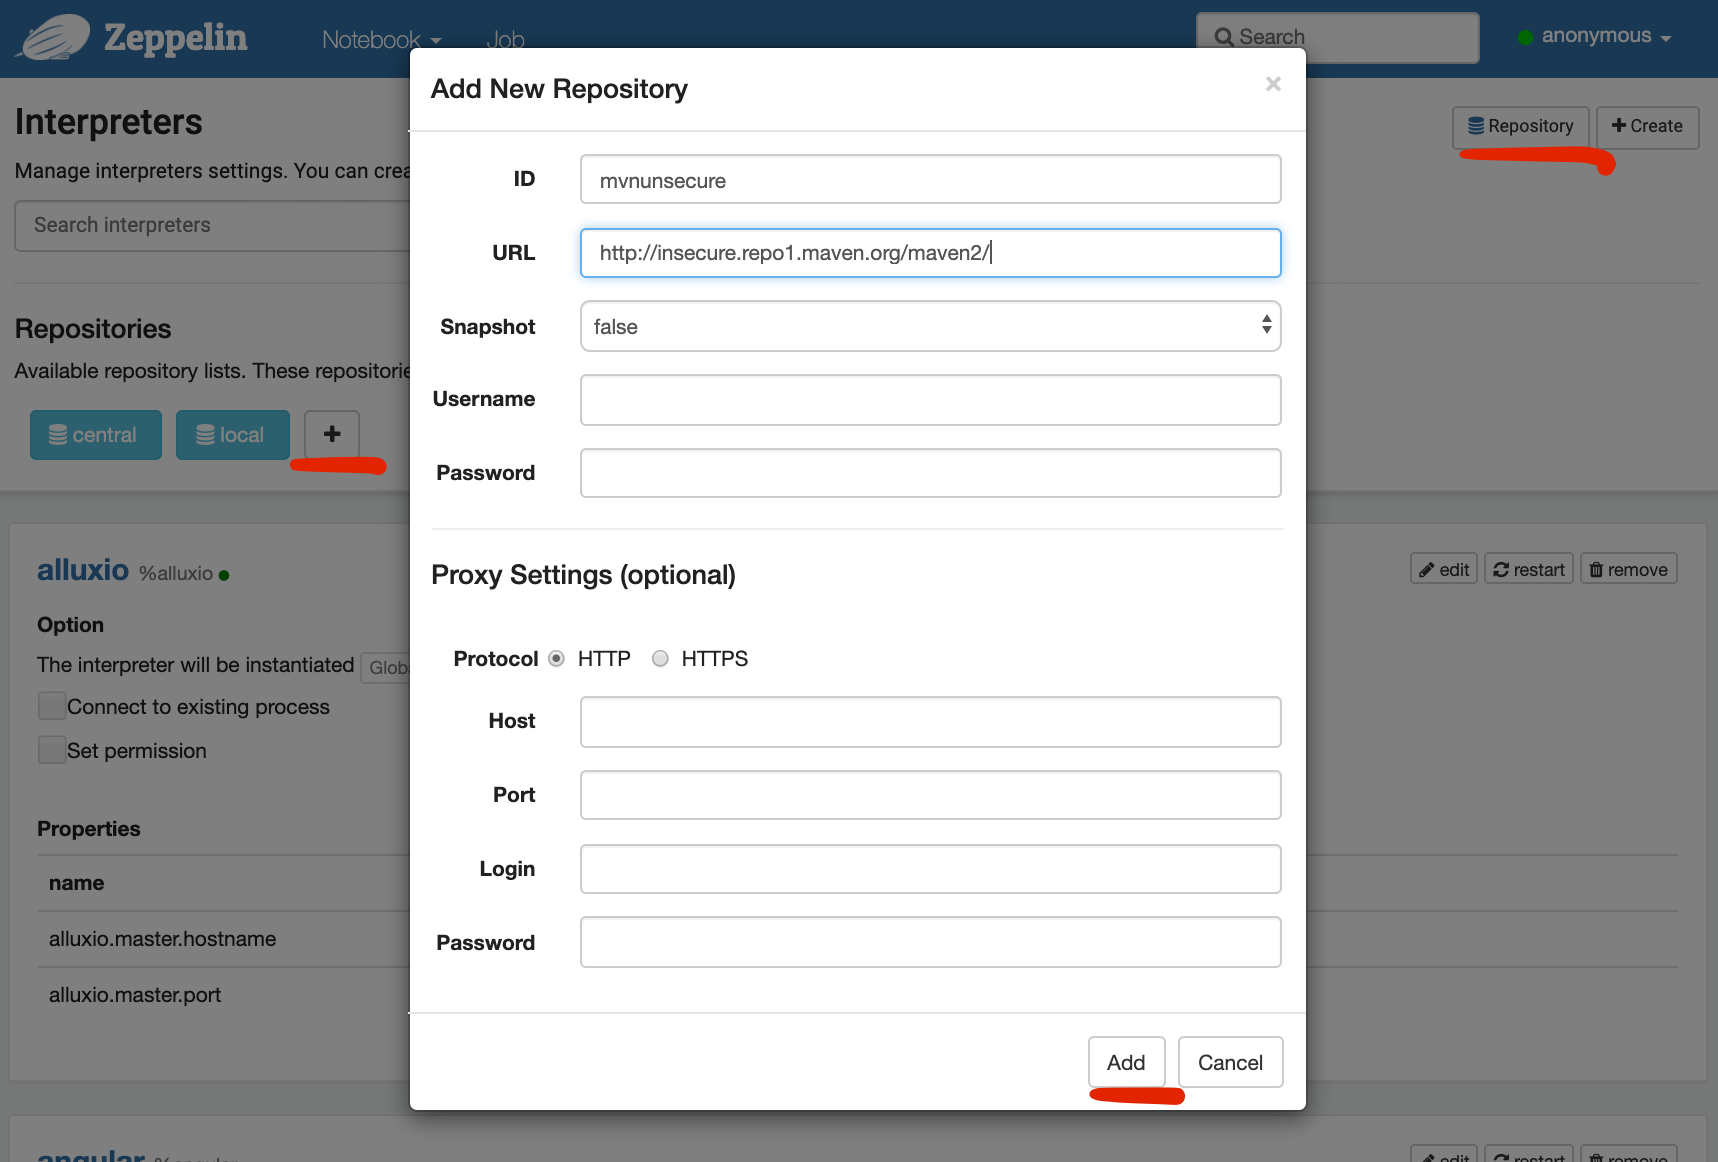 Zeppelin
Notebook
Job
Search
anonymous
Add New Repository
×
Interpreters
Repository
Create
Manage interpreters settings. You can crea
Search interpreters
ID
mvnunsecure
URL
http://insecure.repo1.maven.org/maven2/
Snapshot
false
Repositories
Available repository lists. These repositorie
central
local
+
Username
Password
Proxy Settings (optional)
Protocol HTTP HTTPS
Host
Port
Login
Password
Add
Cancel
alluxio %alluxio
edit
restart
remove
Option
The interpreter will be instantiated Globa
Connect to existing process
Set permission
Properties
name
alluxio.master.hostname
alluxio.master.port
angular %angular
edit
restart
remove